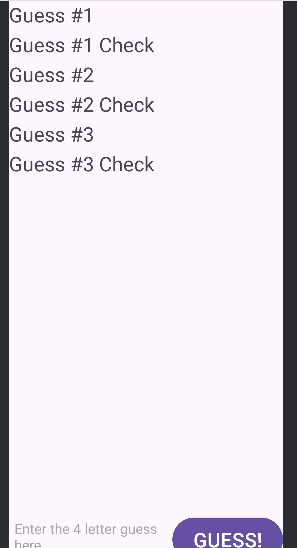 Guess #1
Guess #1 Check
Guess #2
Guess #2 Check
Guess #3
Guess #3 Check
Enter the 4 letter guess
here
GUESS!